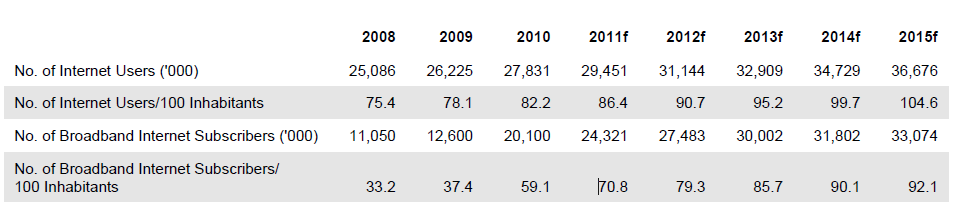 2008 2009 2010 2011f 2012f 2013f 2014f 2015f
No. of Internet Users ('000) 25,086 26,225 27,831 29,451 31,144 32,909 34,729 36,676
No. of Internet Users/100 Inhabitants 75.4 78.1 82.2 86.4 90.7 95.2 99.7 104.6
No. of Broadband Internet Subscribers ('000) 11,050 12,600 20,100 24,321 27,483 30,002 31,802 33,074
No. of Broadband Internet Subscribers/
100 Inhabitants 33.2 37.4 59.1 70.8 79.3 85.7 90.1 92.1